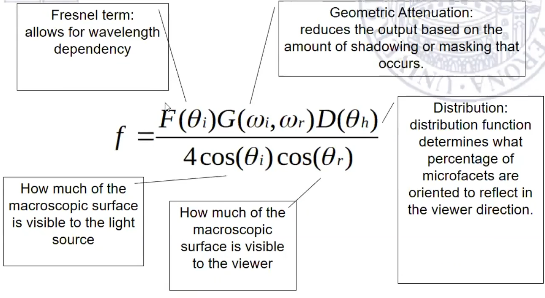 Fresnel term:
allows for wavelength
dependency
Geometric Attenuation:
reduces the output based on the
amount of shadowing or masking that
occurs.
f = F(θi)G(ωi,ωr)D(θh)
4cos(θi)cos(θr)
Distribution:
distribution function
determines what
percentage of
microfacets are
oriented to reflect in
the viewer direction.
How much of the
macroscopic surface
is visible to the light
source
How much of the
macroscopic
surface is visible
to the viewer